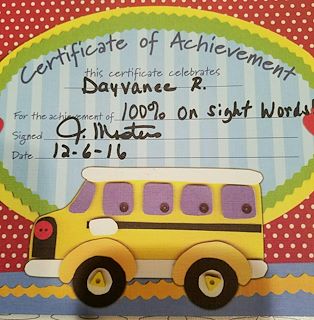 Certificate of Achievement
this certificate celebrates
Dayvanee R.
For the achievement of 100% on sight words!
Signed J. Masters
Date 12-6-16